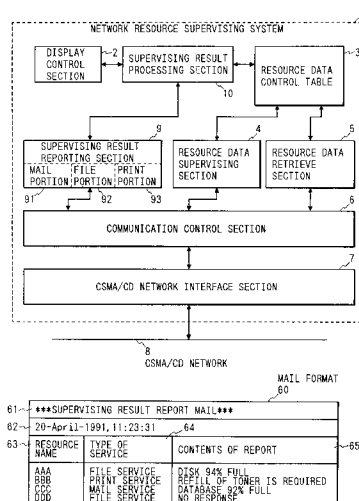 NETWORK RESOURCE SUPERVISING SYSTEM
DISPLAY CONTROL SECTION
2
SUPERVISING RESULT PROCESSING SECTION
10
RESOURCE DATA CONTROL TABLE
3
9
SUPERVISING RESULT REPORTING SECTION
MAIL PORTION
FILE PORTION
PRINT PORTION
91
92
93
4
RESOURCE DATA SUPERVISING SECTION
5
RESOURCE DATA RETRIEVE SECTION
6
COMMUNICATION CONTROL SECTION
7
CSMA/CD NETWORK INTERFACE SECTION
8
CSMA/CD NETWORK
MAIL FORMAT
60
61 ***SUPERVISING RESULT REPORT MAIL***
62 20-April-1991,11:23:31 64
63 RESOURCE NAME TYPE OF SERVICE CONTENTS OF REPORT 65
AAA FILE SERVICE DISK 94% FULL
BBB PRINT SERVICE REFILL OF TONER IS REQUIRED
CCC MAIL SERVICE DATABASE 92% FULL
DDD FILE SERVICE NO RESPONSE